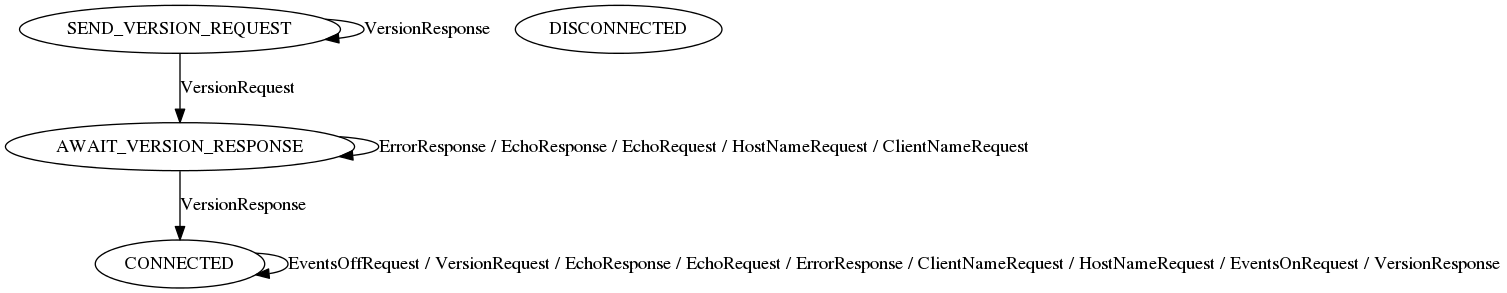 SEND_VERSION_REQUEST
VersionResponse
DISCONNECTED
VersionRequest
AWAIT_VERSION_RESPONSE
ErrorResponse / EchoResponse / EchoRequest / HostNameRequest / ClientNameRequest
VersionResponse
CONNECTED
EventsOffRequest / VersionRequest / EchoResponse / EchoRequest / ErrorResponse / ClientNameRequest / HostNameRequest / EventsOnRequest / VersionResponse